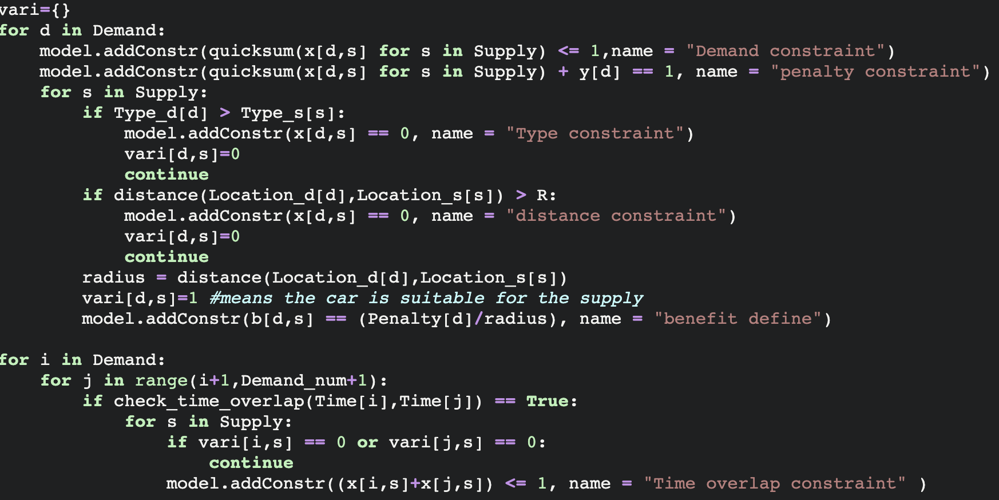 vari={}
for d in Demand:
    model.addConstr(quicksum(x[d,s] for s in Supply) <= 1,name = "Demand constraint")
    model.addConstr(quicksum(x[d,s] for s in Supply) + y[d] == 1, name = "penalty constraint")
    for s in Supply:
        if Type_d[d] > Type_s[s]:
            model.addConstr(x[d,s] == 0, name = "Type constraint")
            vari[d,s]=0
            continue
        if distance(Location_d[d],Location_s[s]) > R:
            model.addConstr(x[d,s] == 0, name = "distance constraint")
            vari[d,s]=0
            continue
        radius = distance(Location_d[d],Location_s[s])
        vari[d,s]=1 #means the car is suitable for the supply
        model.addConstr(b[d,s] == (Penalty[d]/radius), name = "benefit define")

for i in Demand:
    for j in range(i+1,Demand_num+1):
        if check_time_overlap(Time[i],Time[j]) == True:
            for s in Supply:
                if vari[i,s] == 0 or vari[j,s] == 0:
                    continue
                model.addConstr((x[i,s]+x[j,s]) <= 1, name = "Time overlap constraint" )